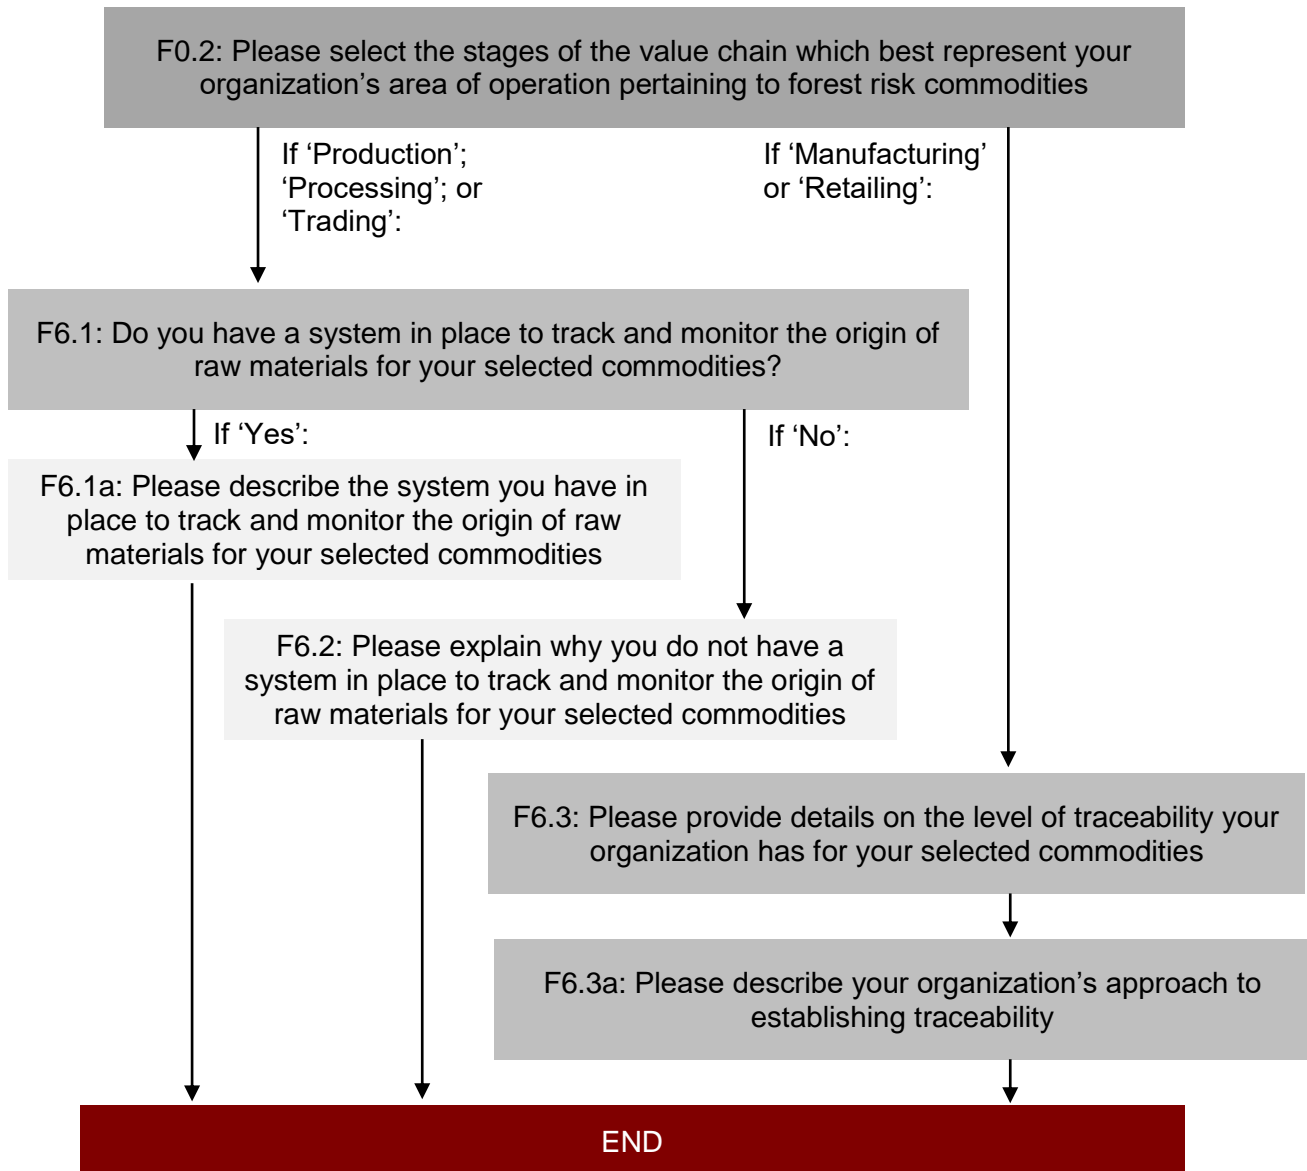 F0.2: Please select the stages of the value chain which best represent your
organization’s area of operation pertaining to forest risk commodities
If ‘Production’;
‘Processing’; or
‘Trading’:
If ‘Manufacturing’
or ‘Retailing’:
F6.1: Do you have a system in place to track and monitor the origin of
raw materials for your selected commodities?
If ‘Yes’:
If ‘No’:
F6.1a: Please describe the system you have in
place to track and monitor the origin of raw
materials for your selected commodities
F6.2: Please explain why you do not have a
system in place to track and monitor the origin of
raw materials for your selected commodities
F6.3: Please provide details on the level of traceability your
organization has for your selected commodities
F6.3a: Please describe your organization’s approach to
establishing traceability
END